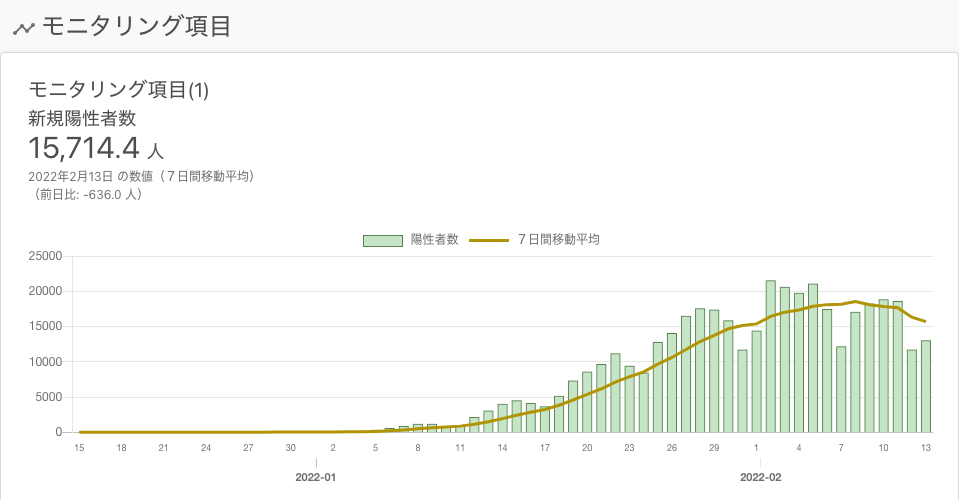 モニタリング項目
モニタリング項目(1)
新規陽性者数
15,714.4 人
2022年2月13日 の数値（７日間移動平均）
（前日比: -636.0 人）
陽性者数 ７日間移動平均
25000
20000
15000
10000
5000
0
15 18 21 24 27 30 2 5 8 11 14 17 20 23 26 29 1 4 7 10 13
2022-01 2022-02